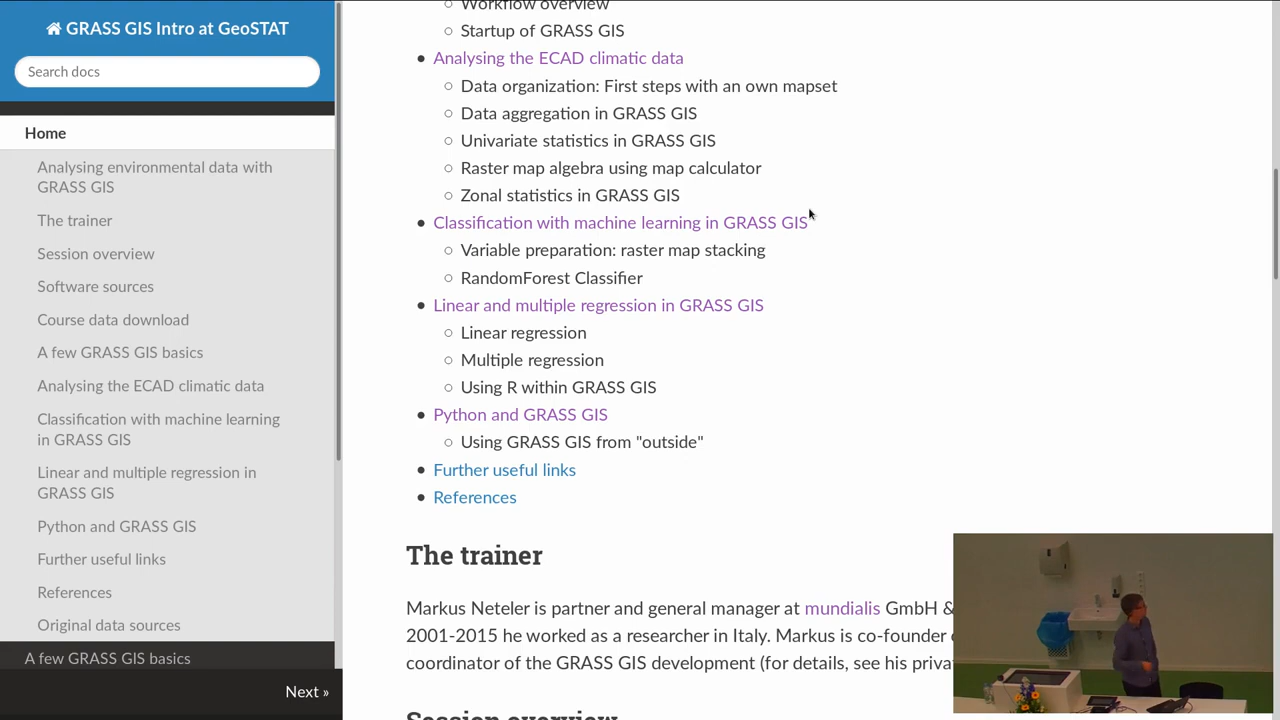 GRASS GIS Intro at GeoSTAT
Search docs
Home
Analysing environmental data with
GRASS GIS
The trainer
Session overview
Software sources
Course data download
A few GRASS GIS basics
Analysing the ECAD climatic data
Classification with machine learning
in GRASS GIS
Linear and multiple regression in
GRASS GIS
Python and GRASS GIS
Further useful links
References
Original data sources
A few GRASS GIS basics
Next »
Workflow overview
Startup of GRASS GIS
Analysing the ECAD climatic data
Data organization: First steps with an own mapset
Data aggregation in GRASS GIS
Univariate statistics in GRASS GIS
Raster map algebra using map calculator
Zonal statistics in GRASS GIS
Classification with machine learning in GRASS GIS
Variable preparation: raster map stacking
RandomForest Classifier
Linear and multiple regression in GRASS GIS
Linear regression
Multiple regression
Using R within GRASS GIS
Python and GRASS GIS
Using GRASS GIS from "outside"
Further useful links
References
The trainer
Markus Neteler is partner and general manager at mundialis GmbH &
2001-2015 he worked as a researcher in Italy. Markus is co-founder
coordinator of the GRASS GIS development (for details, see his
Session overview